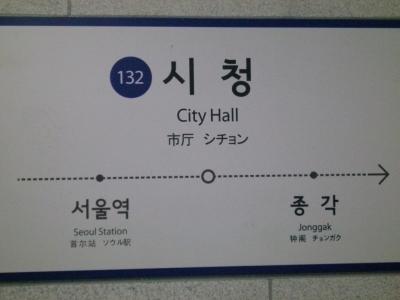 132 시 청
City Hall
市厅 シチョン
서울역 종 각
Seoul Station Jonggak
首尔站 ソウル駅 钟阁 チョンガク